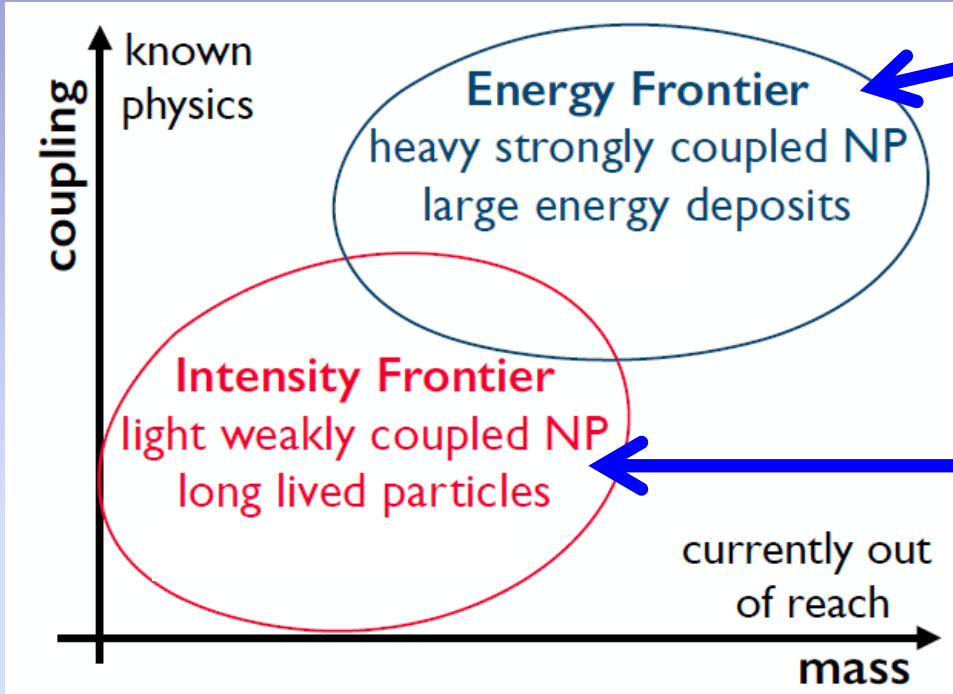 known
physics
coupling
Energy Frontier
heavy strongly coupled NP
large energy deposits
Intensity Frontier
light weakly coupled NP
long lived particles
currently out
of reach
mass